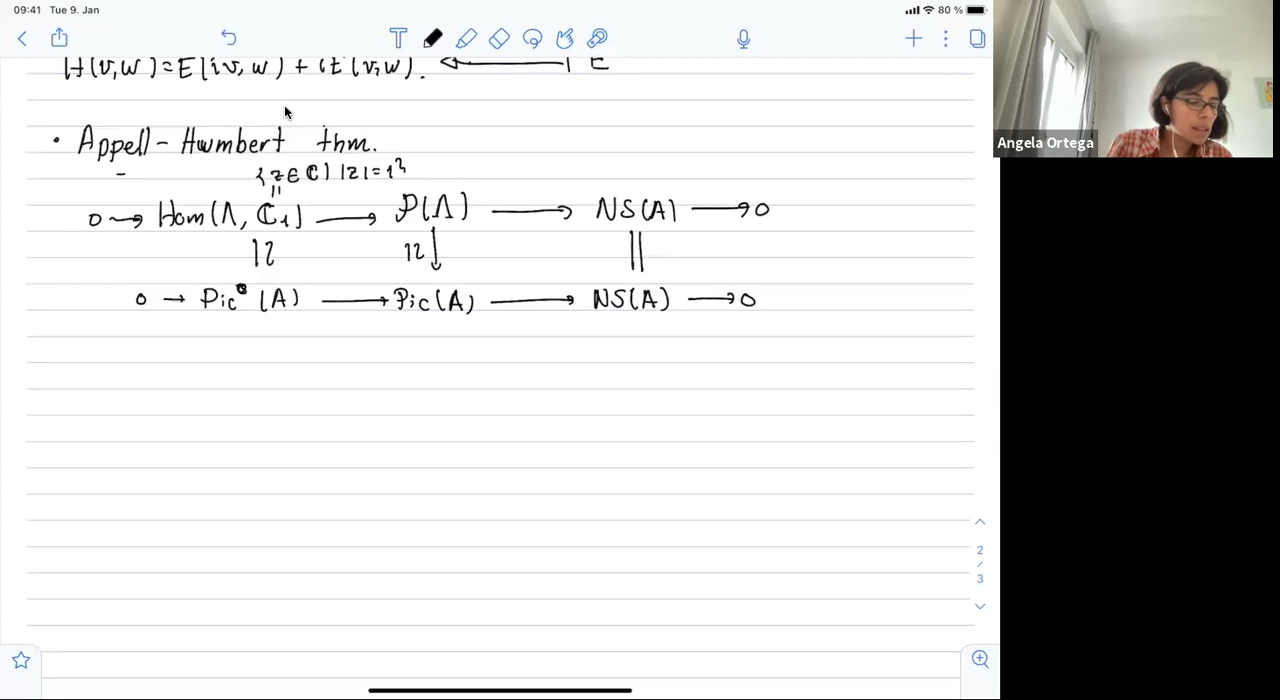 09:41 Tue 9. Jan
80 %
H(v,w) = E(iv, w) + iE(v,w). ← E
• Appell-Humbert thm.
{z ∈ ℂ | |z| = 1}
0 → Hom(Λ, ℂ₁) → P(Λ) → NS(A) → 0
0 → Pic⁰(A) → Pic(A) → NS(A) → 0
Angela Ortega
2
3